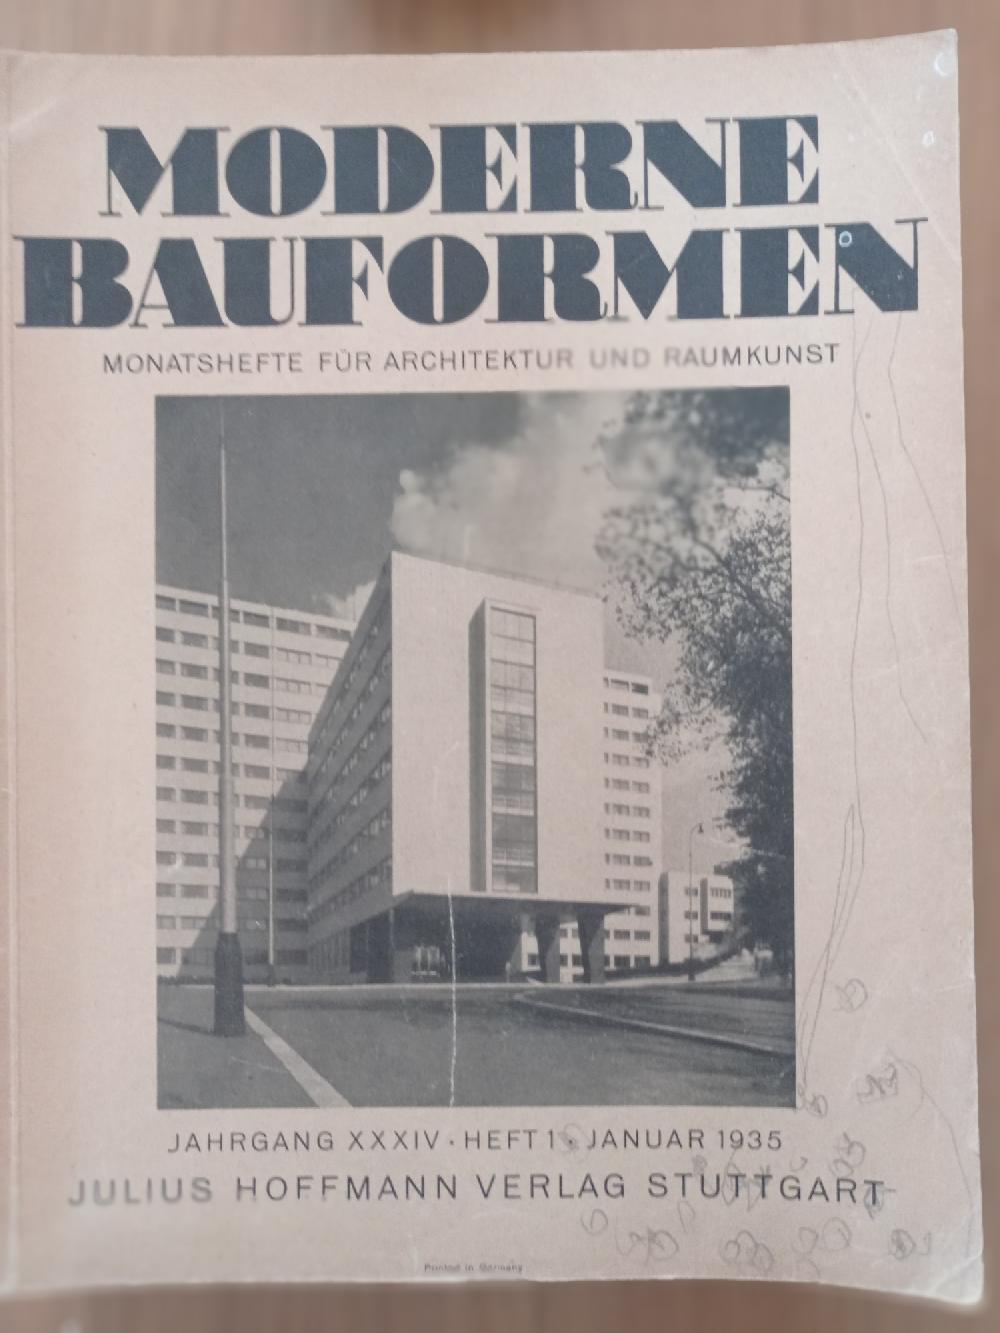 MODERNE
BAUFORMEN
MONATSHEFTE FÜR ARCHITEKTUR UND RAUMKUNST
JAHRGANG XXXIV · HEFT 1 · JANUAR 1935
JULIUS HOFFMANN VERLAG STUTTGART
Printed in Germany